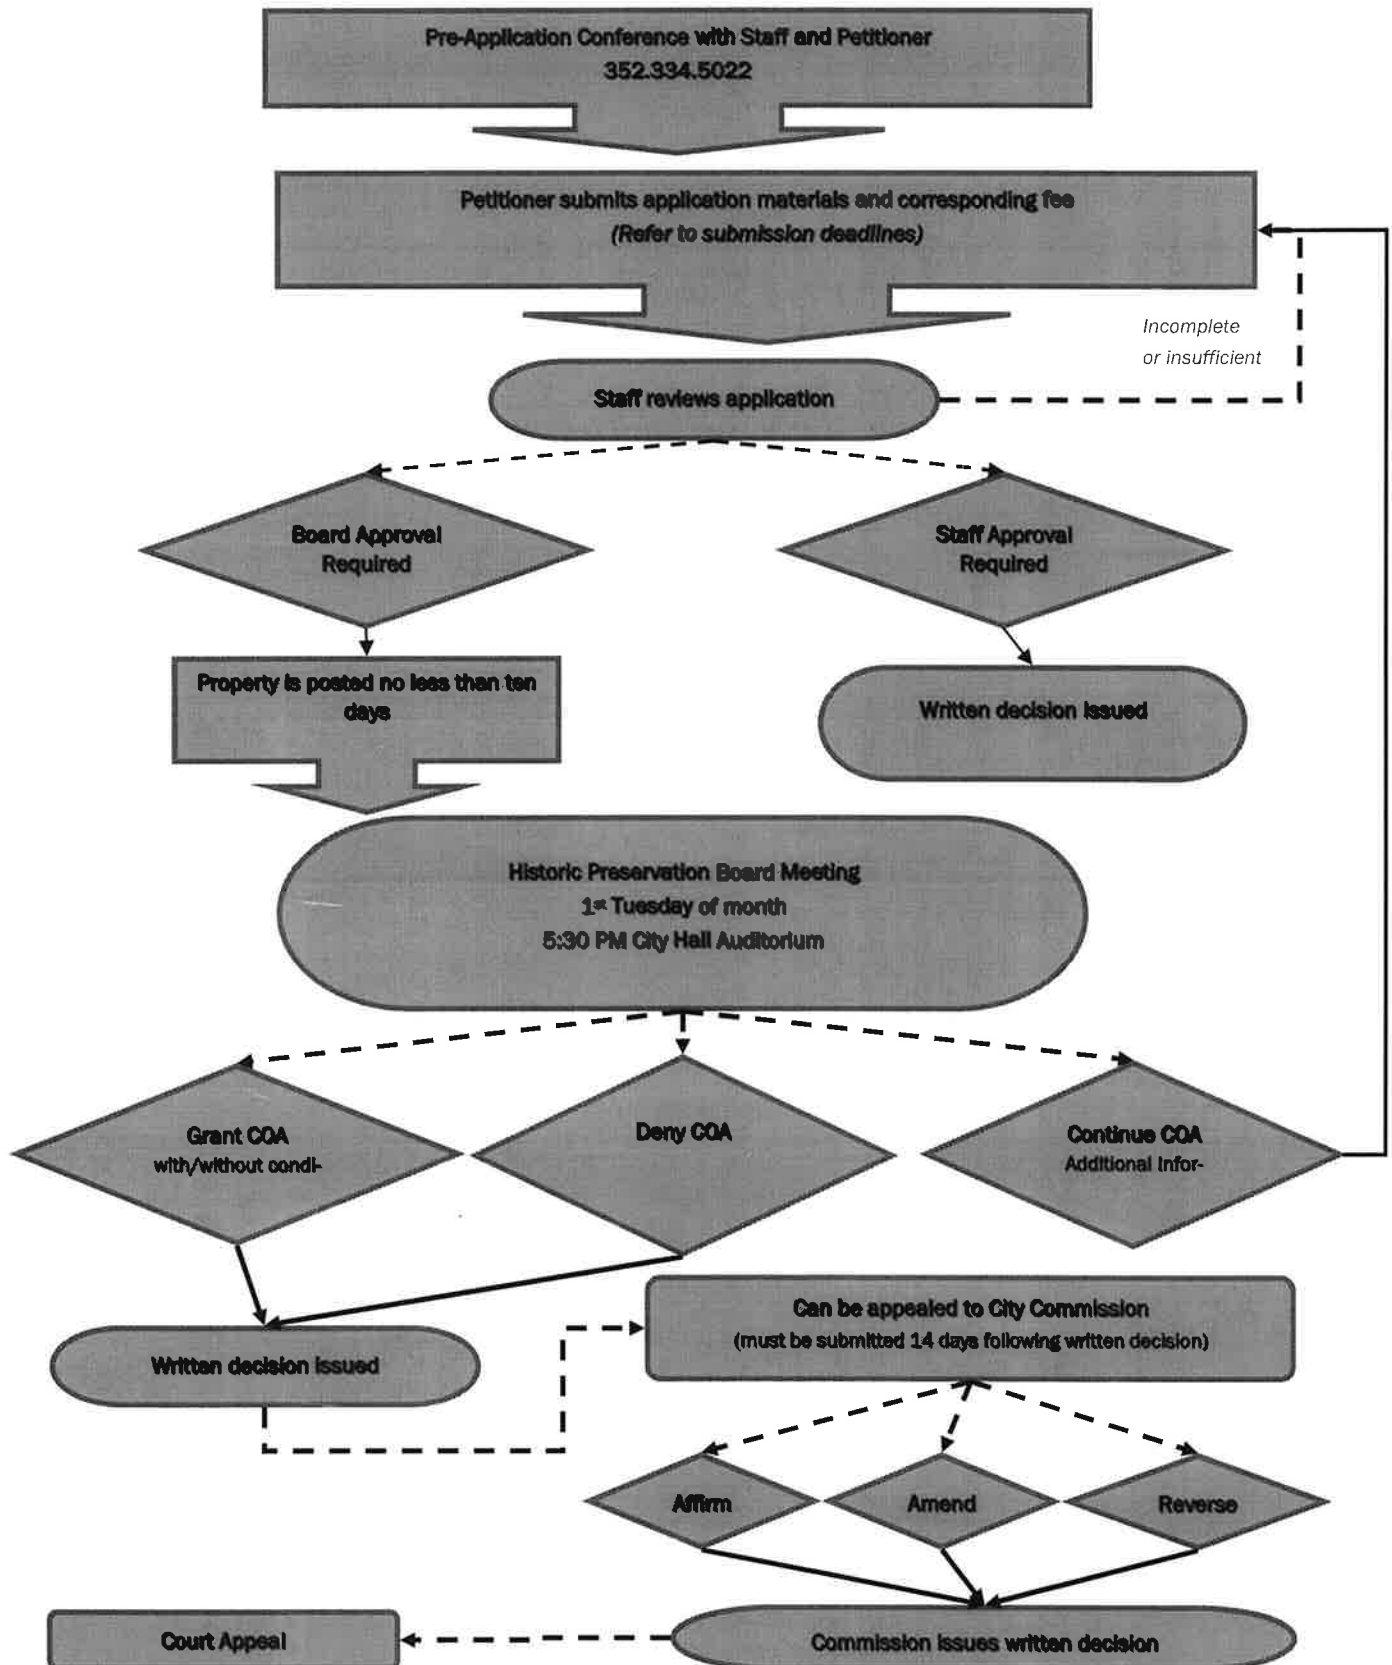 Pre-Application Conference with Staff and Petitioner
352.334.5022
Petitioner submits application materials and corresponding fee
(Refer to submission deadlines)
Incomplete
or insufficient
Staff reviews application
Board Approval
Required
Staff Approval
Required
Property is posted no less than ten
days
Written decision issued
Historic Preservation Board Meeting
1st Tuesday of month
5:30 PM City Hall Auditorium
Grant COA
with/without condi-
Deny COA
Continue COA
Additional Infor-
Can be appealed to City Commission
(must be submitted 14 days following written decision)
Written decision issued
Affirm
Amend
Reverse
Court Appeal
Commission issues written decision